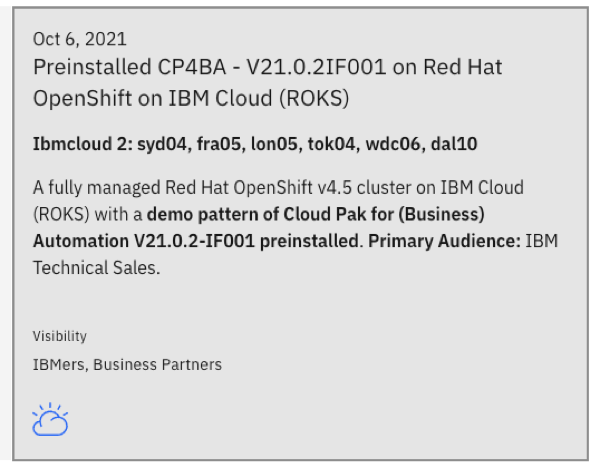 Oct 6, 2021
Preinstalled CP4BA - V21.0.2IF001 on Red Hat
OpenShift on IBM Cloud (ROKS)
Ibmcloud 2: syd04, fra05, lon05, tok04, wdc06, dal10
A fully managed Red Hat OpenShift v4.5 cluster on IBM Cloud
(ROKS) with a demo pattern of Cloud Pak for (Business)
Automation V21.0.2-IF001 preinstalled. Primary Audience: IBM
Technical Sales.
Visibility
IBMers, Business Partners